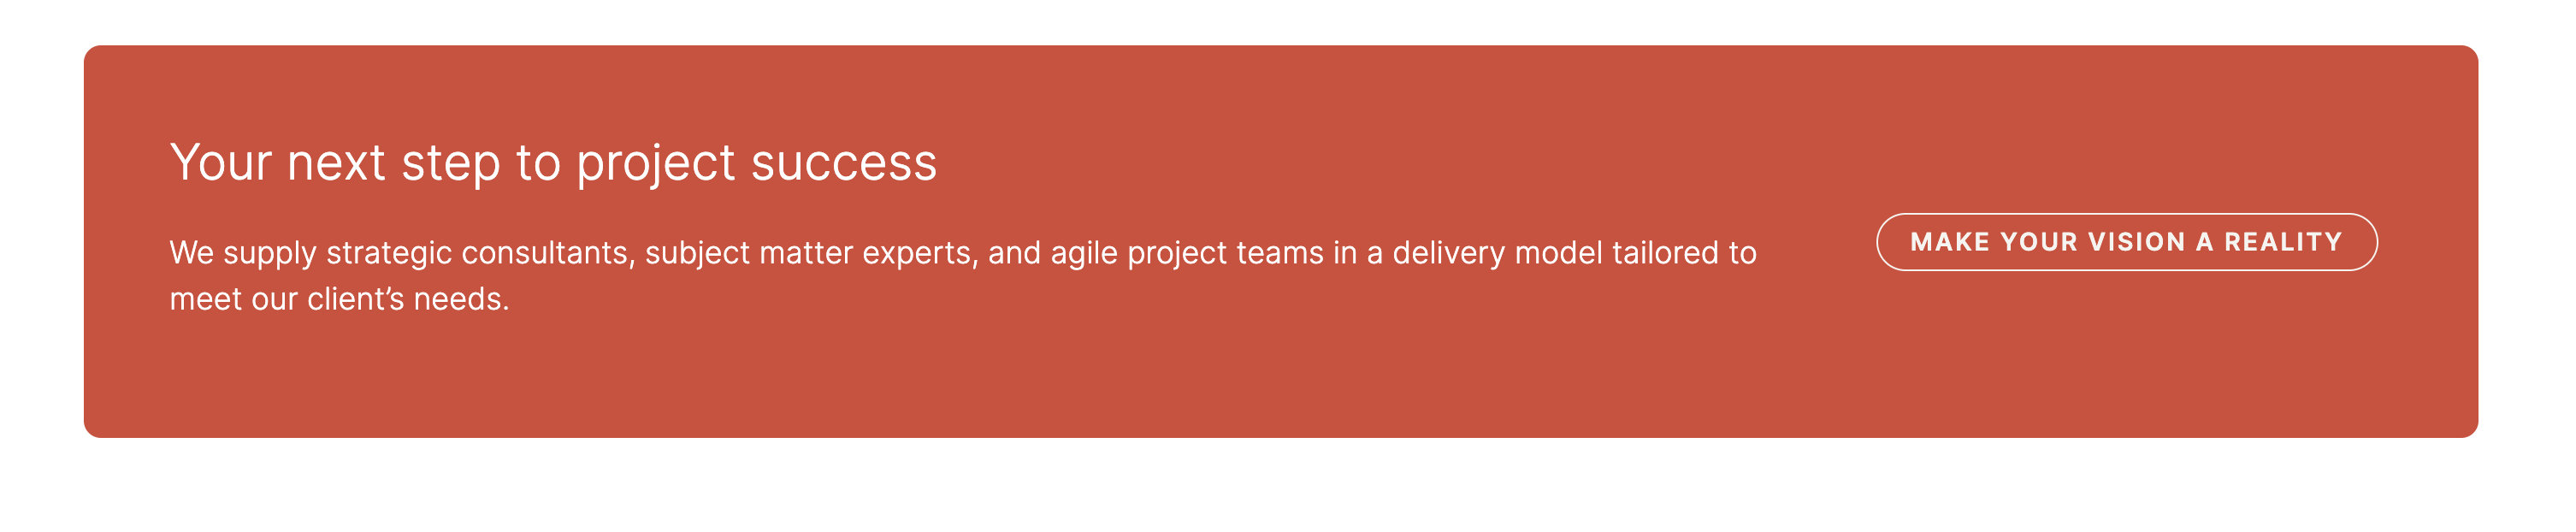 Your next step to project success
We supply strategic consultants, subject matter experts, and agile project teams in a delivery model tailored to
meet our client’s needs.
MAKE YOUR VISION A REALITY